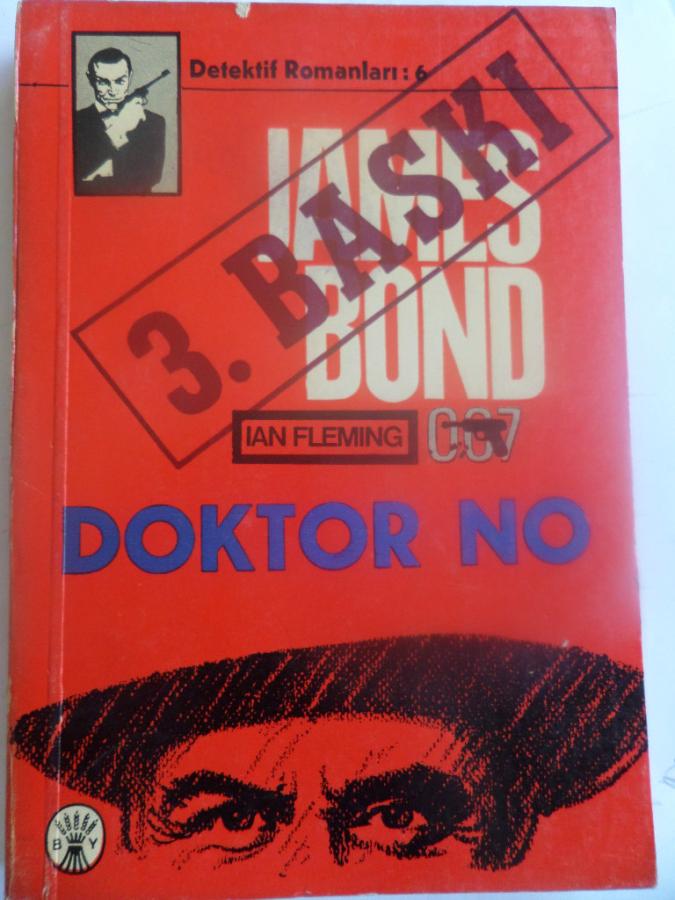 Detektif Romanları: 6
JAMES
BOND
3. BASKI
IAN FLEMING
007
DOKTOR NO
B Y